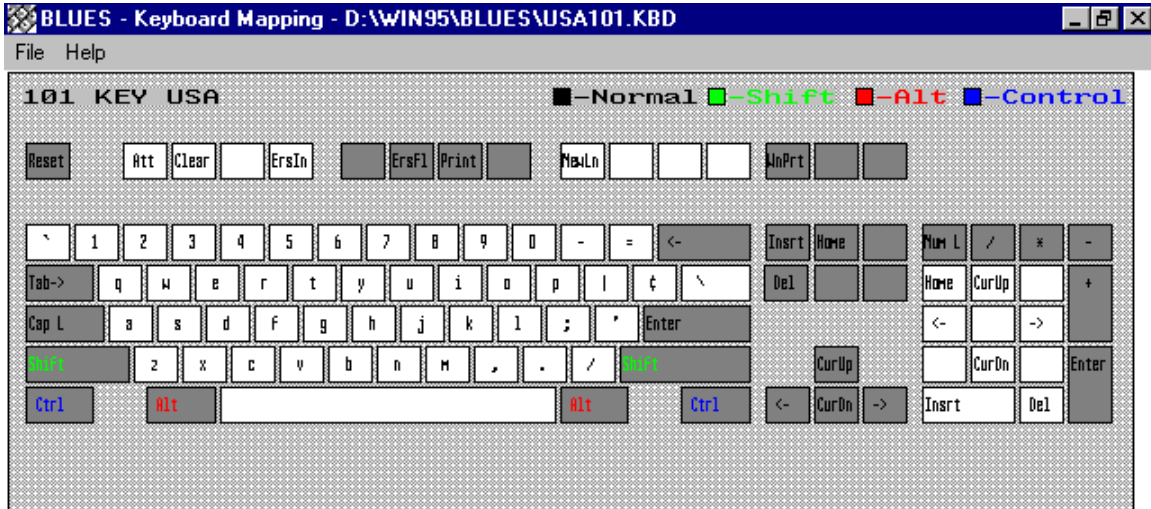 BLUES - Keyboard Mapping - D:\WIN95\BLUES\USA101.KBD
File Help
101 KEY USA -Normal -Shift -Alt -Control
Reset Att Clear ErsIn ErsFl Print NewLn WnPrt
` 1 2 3 4 5 6 7 8 9 0 - = <- Insrt Home Num L / * -
Tab-> q w e r t y u i o p | ¢ \ Del Home CurUp +
Cap L a s d f g h j k l ; ' Enter <- ->
Shift z x c v b n m , . / Shift CurUp CurDn Enter
Ctrl Alt Alt Ctrl <- CurDn -> Insrt Del